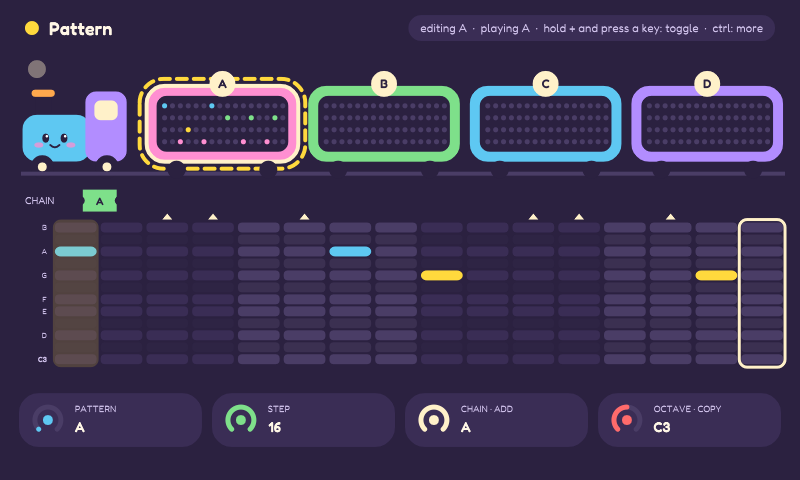 Pattern
editing A · playing A · hold + and press a key: toggle · ctrl: more
A
B
C
D
CHAIN
A
B
A
G
F
E
D
C3
PATTERN
A
STEP
16
CHAIN · ADD
A
OCTAVE · COPY
C3